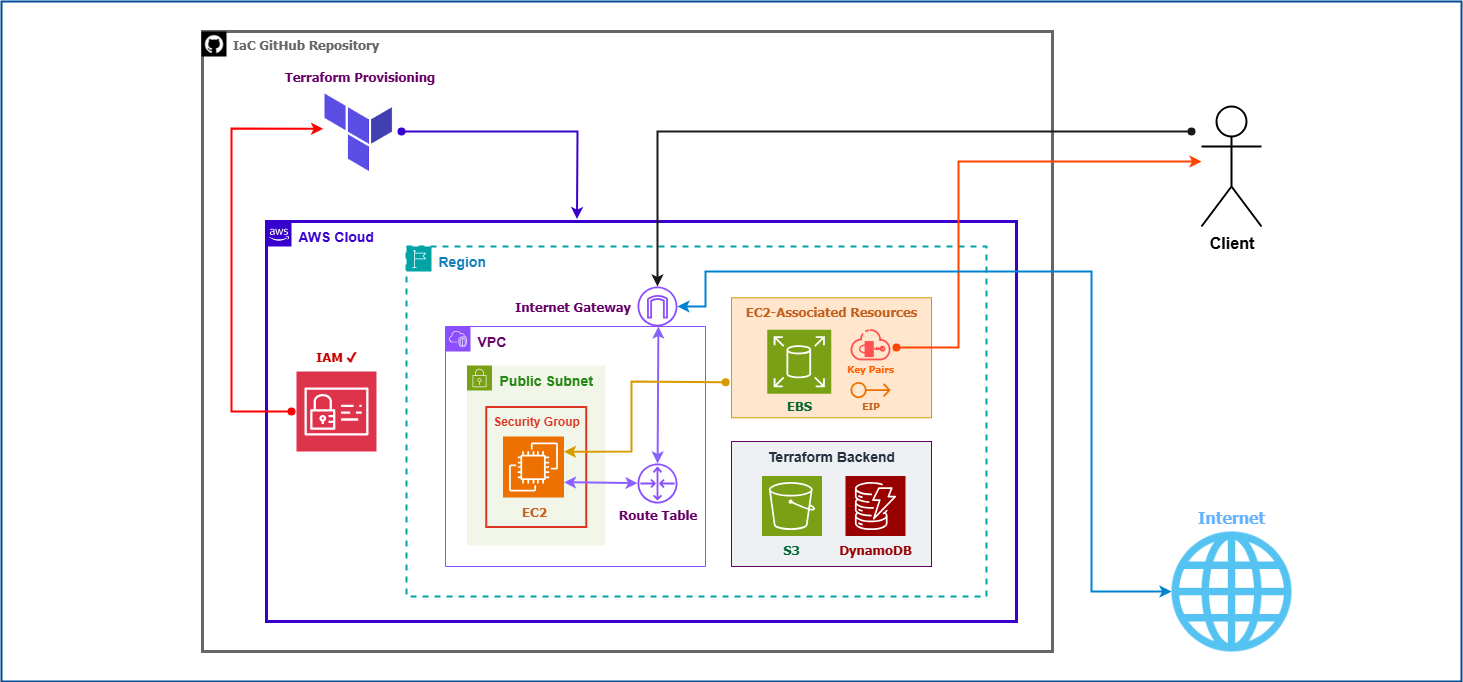 IaC GitHub Repository
Terraform Provisioning
aws
AWS Cloud
Region
Internet Gateway
VPC
Public Subnet
Security Group
EC2
Route Table
IAM ✓
EC2-Associated Resources
EBS
Key Pairs
EIP
Terraform Backend
S3
DynamoDB
Client
Internet